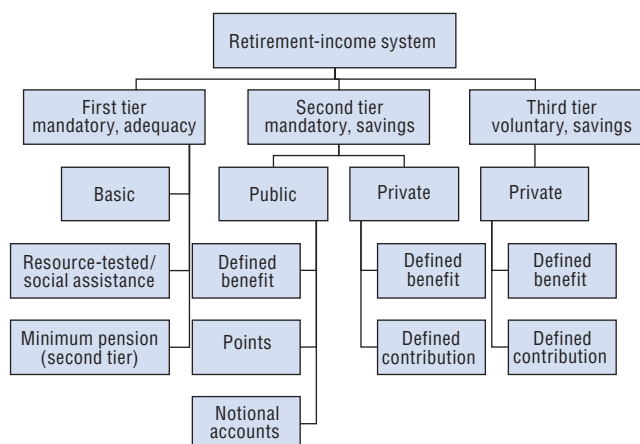 Retirement-income system
First tier
mandatory, adequacy
Second tier
mandatory, savings
Third tier
voluntary, savings
Basic
Public
Private
Private
Resource-tested/
social assistance
Defined
benefit
Defined
benefit
Defined
benefit
Minimum pension
(second tier)
Points
Defined
contribution
Defined
contribution
Notional
accounts